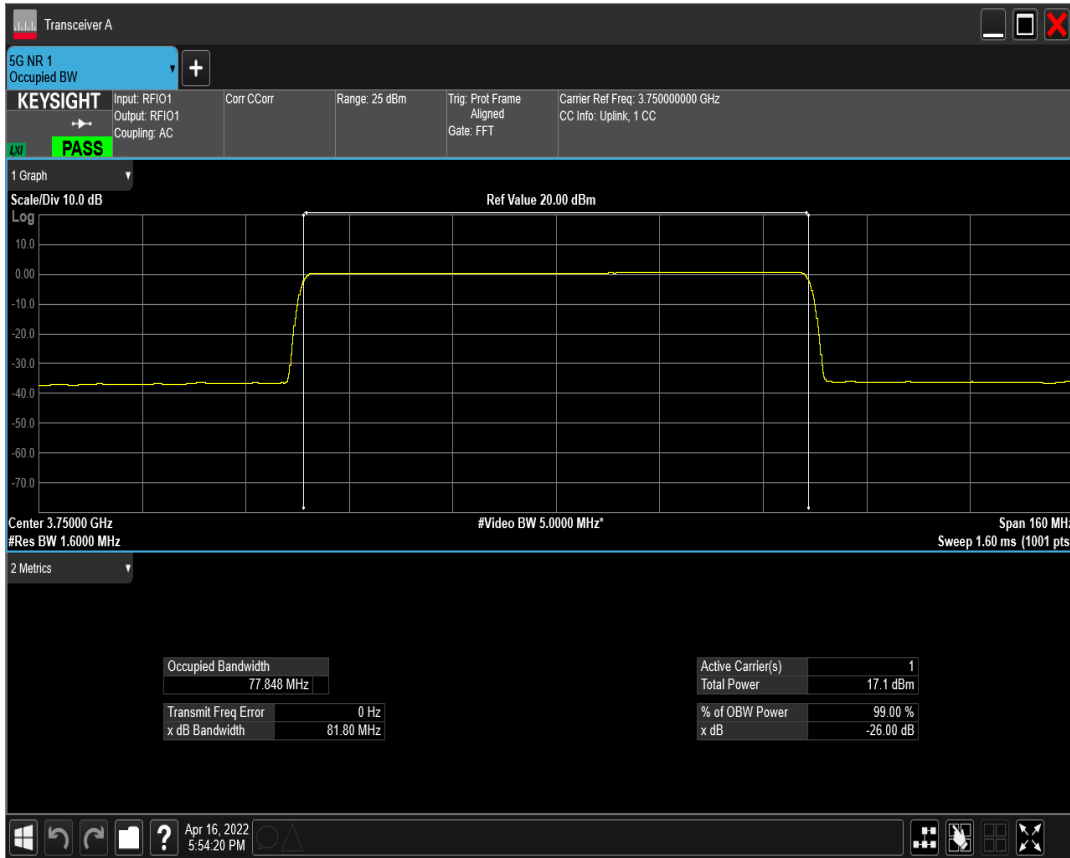 Transceiver A
5G NR 1
Occupied BW
KEYSIGHT
LXI
PASS
Input: RFIO1
Output: RFIO1
Coupling: AC
Corr CCorr
Range: 25 dBm
Trig: Prot Frame
Aligned
Gate: FFT
Carrier Ref Freq: 3.750000000 GHz
CC Info: Uplink, 1 CC
1 Graph
Scale/Div 10.0 dB
Ref Value 20.00 dBm
Log
10.0
0.00
-10.0
-20.0
-30.0
-40.0
-50.0
-60.0
-70.0
Center 3.75000 GHz
#Video BW 5.0000 MHz*
Span 160 MHz
#Res BW 1.6000 MHz
Sweep 1.60 ms (1001 pts
2 Metrics
Occupied Bandwidth
77.848 MHz
Transmit Freq Error 0 Hz
x dB Bandwidth 81.80 MHz
Active Carrier(s) 1
Total Power 17.1 dBm
% of OBW Power 99.00 %
x dB -26.00 dB
?
Apr 16, 2022
5:54:20 PM